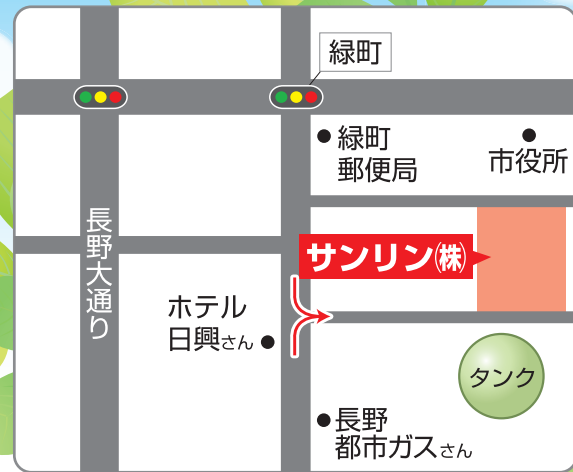 緑町
緑町
郵便局
市役所
長野大通り
サンリン㈱
ホテル
日興さん
タンク
長野
都市ガスさん